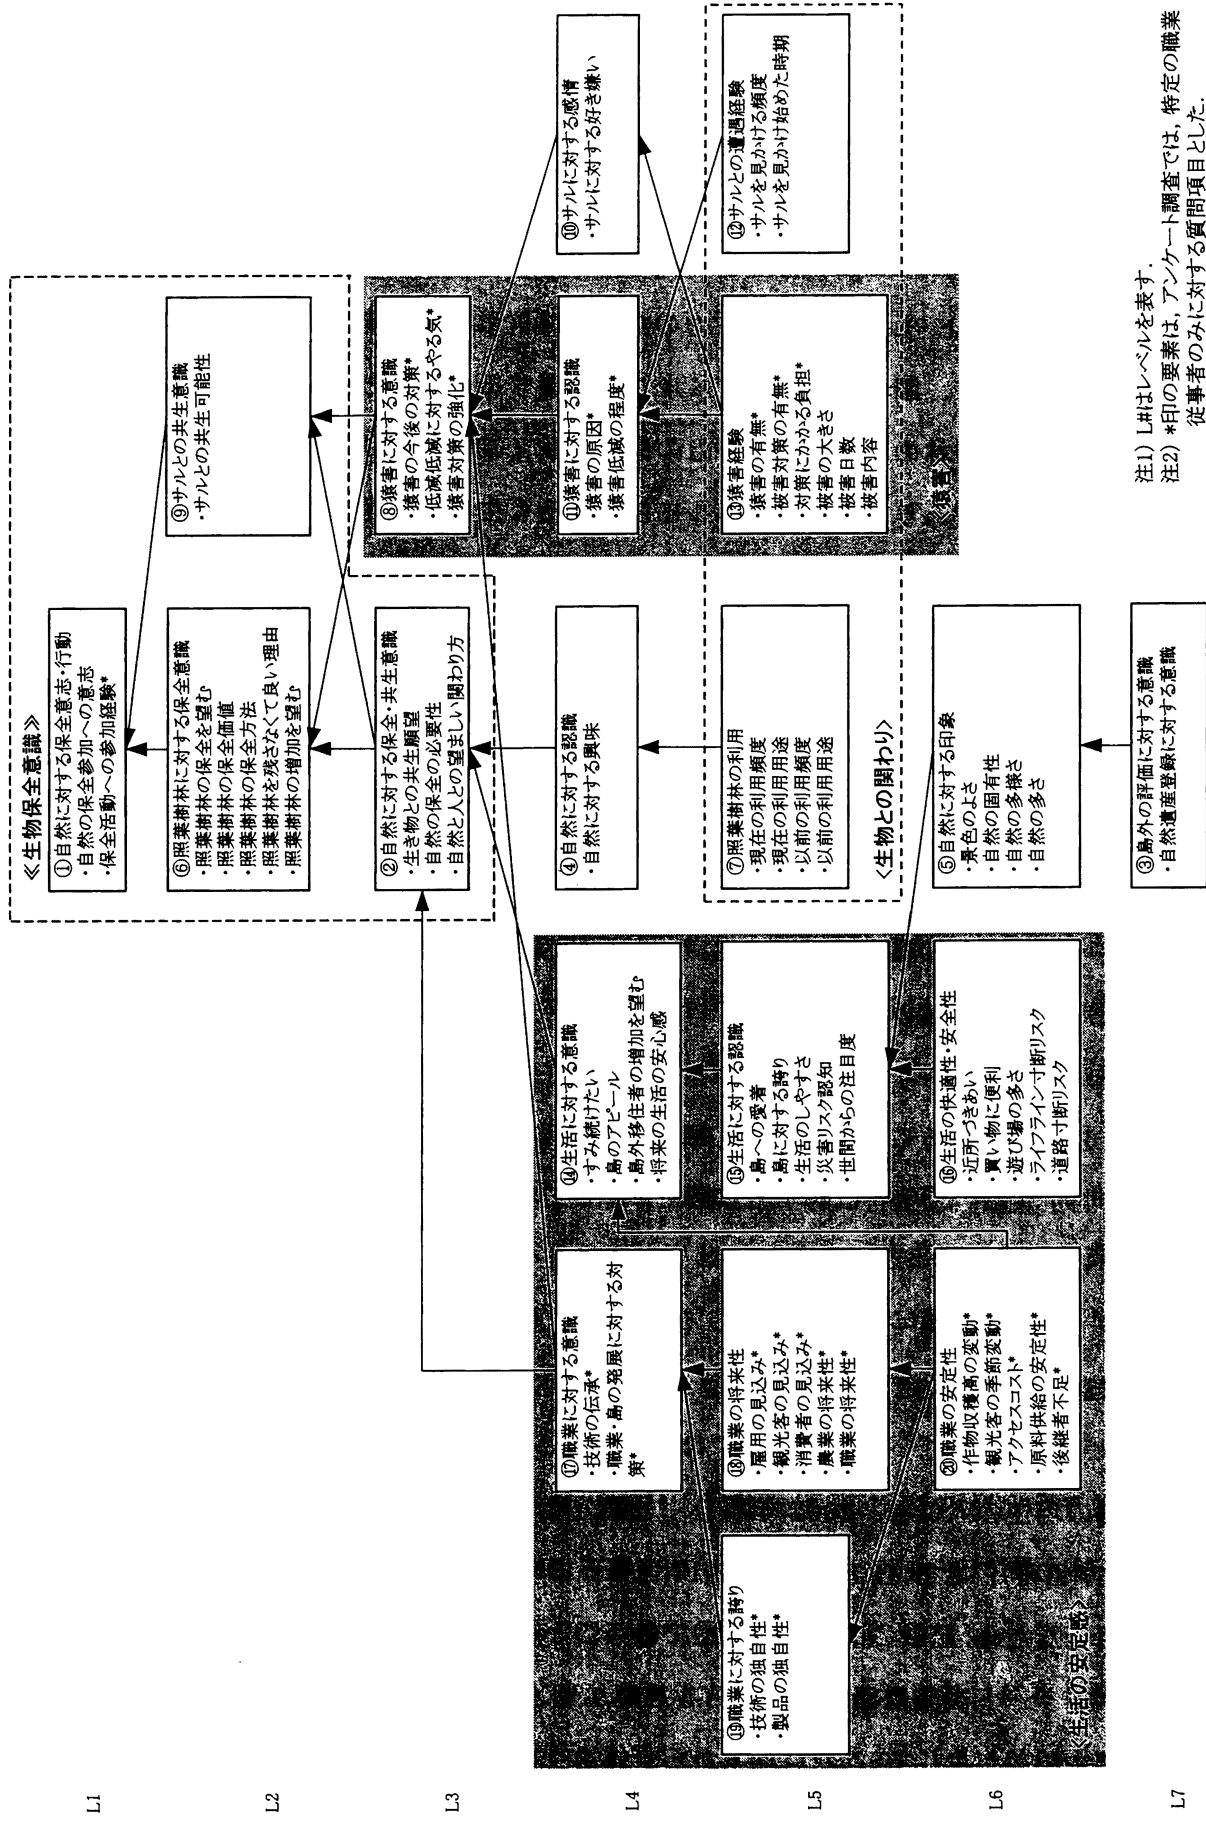 L1
L2
L3
L4
L5
L6
L7
≪生物保全意識≫
①自然に対する保全意志・行動
・自然の保全参加への意志
・保全活動への参加経験*
⑥照葉樹林に対する保全意識
・照葉樹林の保全を望む
・照葉樹林の保全価値
・照葉樹林の保全方法
・照葉樹林を残さなくて良い理由
・照葉樹林の増加を望む
⑨サルとの共生意識
・サルとの共生可能性
②自然に対する保全・共生意識
・生き物との共生願望
・自然の保全の必要性
・自然と人との望ましい関わり方
⑧猿害に対する意識
・猿害の今後の対策*
・低減低減に対するやる気*
・猿害対策の強化*
⑰職業に対する意識
・技術の伝承*
・職業・島の発展に対する対
策*
⑭生活に対する意識
・すみ続けたい
・島のアピール
・島外移住者の増加を望む
・将来の生活の安心感
④自然に対する認識
・自然に対する興味
⑪猿害に対する認識
・猿害の原因*
・猿害低減の程度*
⑩サルに対する感情
・サルに対する好き嫌い
⑲職業に対する誇り
・技術の独自性*
・製品の独自性*
⑱職業の将来性
・雇用の見込み*
・観光客の見込み*
・消費者の見込み*
・農業の将来性*
・職業の将来性*
⑮生活に対する認識
・島への愛着
・島に対する誇り
・生活のしやすさ
・災害リスク認知
・世間からの注目度
⑦照葉樹林の利用
・現在の利用頻度
・現在の利用用途
・以前の利用頻度
・以前の利用用途
<生物との関わり>
⑬猿害経験
・猿害の有無*
・被害対策の有無*
・対策にかかる負担*
・被害の大きさ
・被害日数
・被害内容
⑫サルとの遭遇経験
・サルを見かける頻度
・サルを見かけ始めた時期
⑳職業の安定性
・作物収穫高の変動*
・観光客の季節変動*
・アクセスコスト*
・原料供給の安定性*
・後継者不足*
<生活の安定感>
⑯生活の快適性・安全性
・近所づきあい
・買い物に便利
・遊び場の多さ
・ライフライン寸断リスク
・道路寸断リスク
⑤自然に対する印象
・景色のよさ
・自然の固有性
・自然の多様さ
・自然の多さ
③島外の評価に対する意識
・自然遺産登録に対する意識
注1) L#はレベルを表す.
注2) *印の要素は, アンケート調査では, 特定の職業
従事者のみに対する質問項目とした.